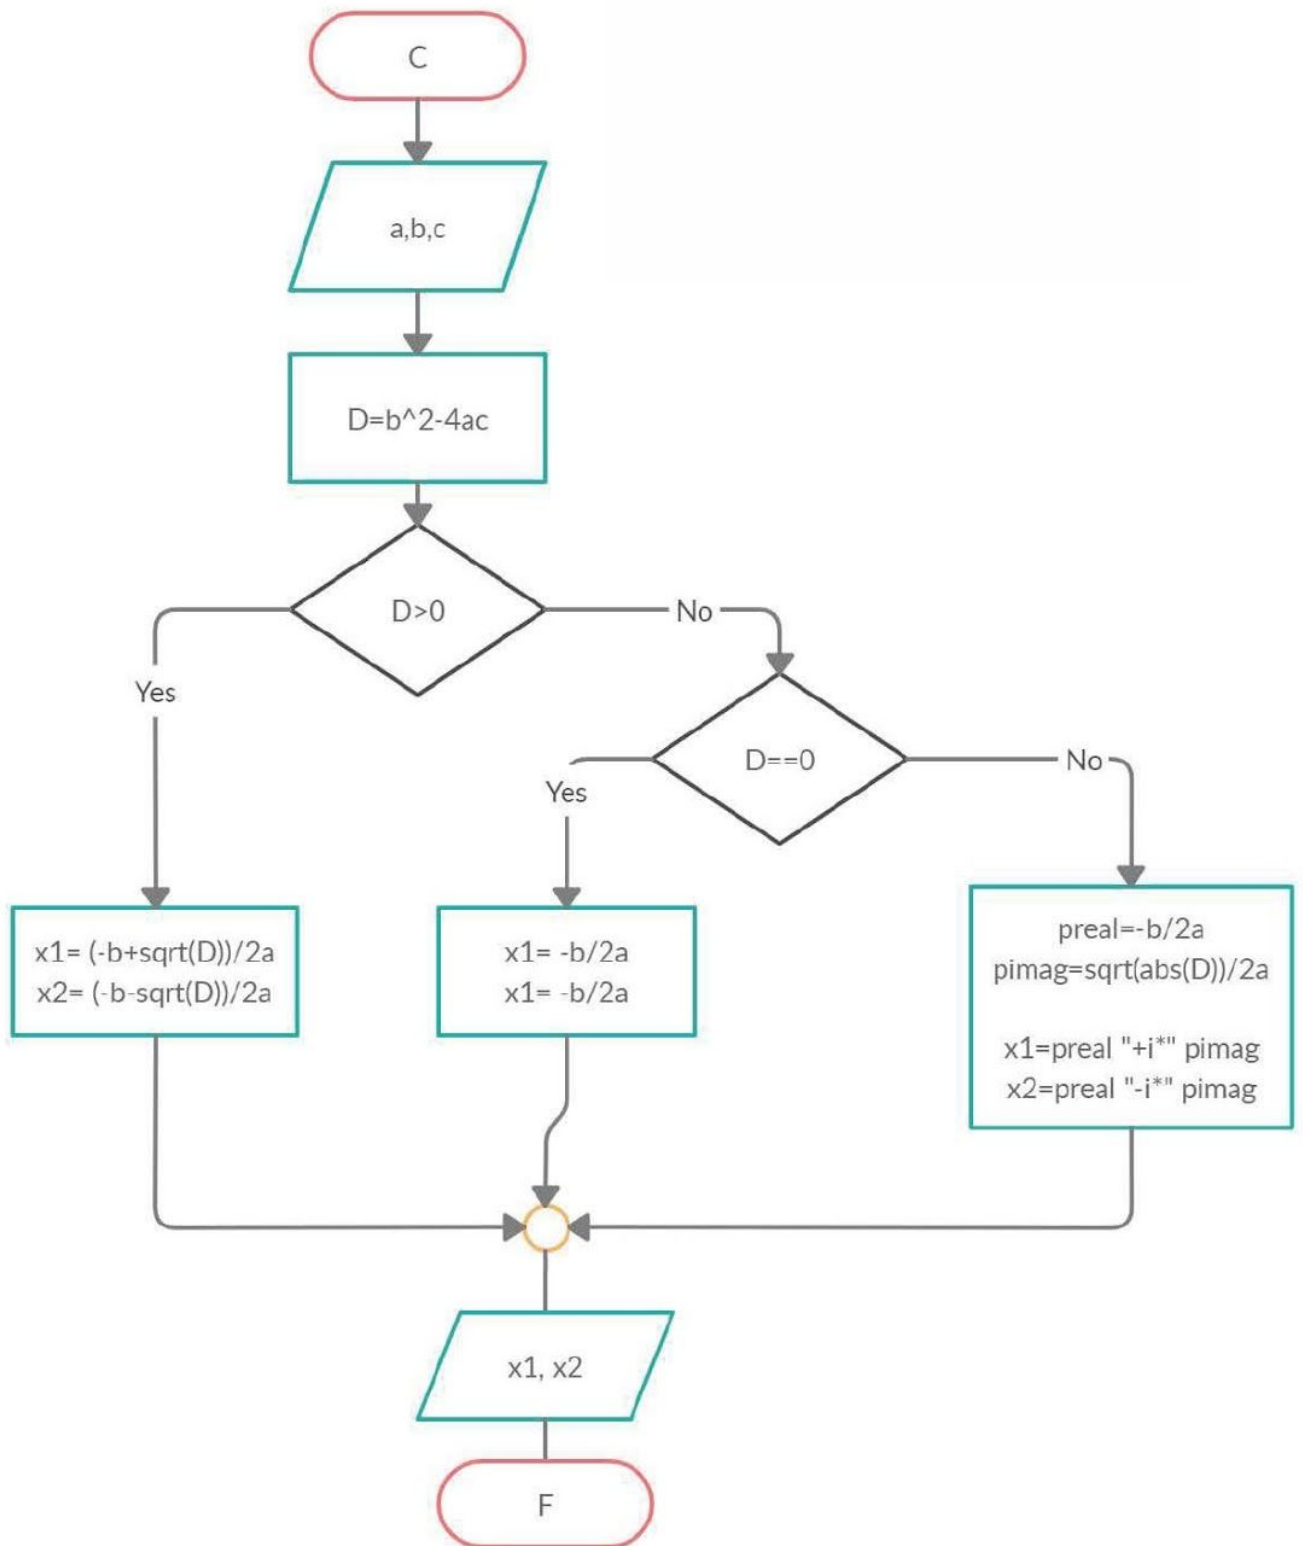 C
a,b,c
D=b^2-4ac
D>0
No
Yes
D==0
No
Yes
x1= (-b+sqrt(D))/2a
x2= (-b-sqrt(D))/2a
x1= -b/2a
x1= -b/2a
preal=-b/2a
pimag=sqrt(abs(D))/2a
x1=preal "+i*" pimag
x2=preal "-i*" pimag
x1, x2
F